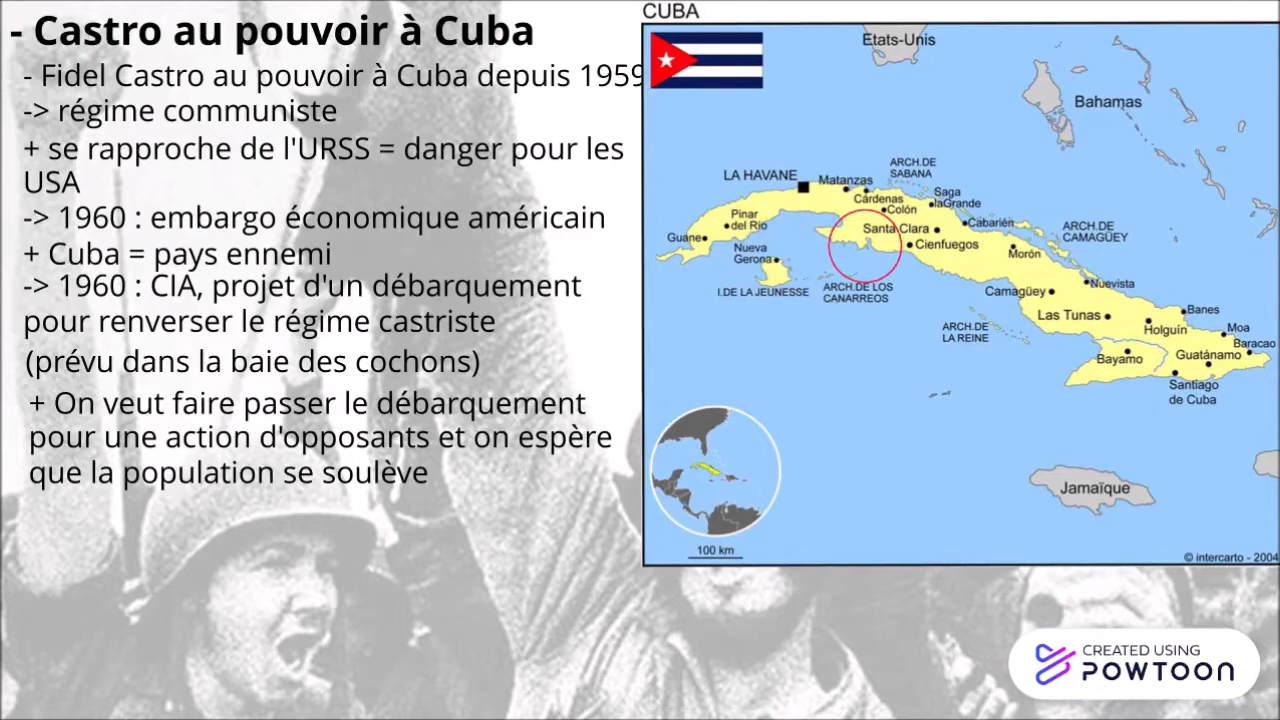 - Castro au pouvoir à Cuba
- Fidel Castro au pouvoir à Cuba depuis 1959
-> régime communiste
+ se rapproche de l'URSS = danger pour les
USA
-> 1960 : embargo économique américain
+ Cuba = pays ennemi
-> 1960 : CIA, projet d'un débarquement
pour renverser le régime castriste
(prévu dans la baie des cochons)
+ On veut faire passer le débarquement
pour une action d'opposants et on espère
que la population se soulève
CUBA
Etats-Unis
Bahamas
LA HAVANE
Matanzas
ARCH.DE
SABANA
Cárdenas
Colón
Saga
laGrande
Pinar
del Rio
Santa Clara
Cabarién
ARCH.DE
CAMAGÜEY
Guane
Nueva
Gerona
Cienfuegos
Morón
I.DE LA JEUNESSE
ARCH.DE LOS
CANARREOS
Camagüey
Nuevista
ARCH.DE
LA REINE
Las Tunas
Banes
Holguín
Moa
Baracao
Bayamo
Guatánamo
Santiago
de Cuba
Jamaïque
100 km
© intercarto - 2004
CREATED USING
POWTOON